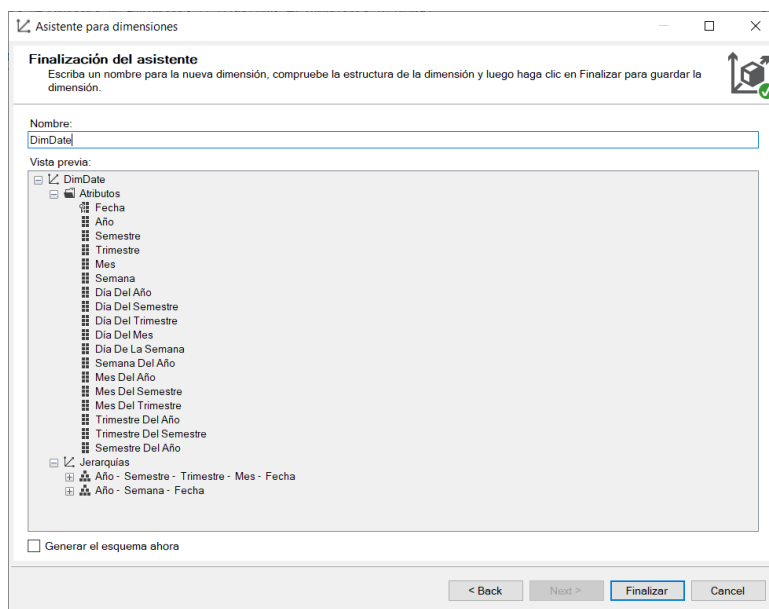 Asistente para dimensiones
Finalización del asistente
Escriba un nombre para la nueva dimensión, compruebe la estructura de la dimensión y luego haga clic en Finalizar para guardar la
dimensión.
Nombre:
DimDate
Vista previa:
DimDate
Atributos
Fecha
Año
Semestre
Trimestre
Mes
Semana
Día Del Año
Día Del Semestre
Día Del Trimestre
Día Del Mes
Día De La Semana
Semana Del Año
Mes Del Año
Mes Del Semestre
Mes Del Trimestre
Trimestre Del Año
Trimestre Del Semestre
Semestre Del Año
Jerarquías
Año - Semestre - Trimestre - Mes - Fecha
Año - Semana - Fecha
Generar el esquema ahora
< Back Next > Finalizar Cancel